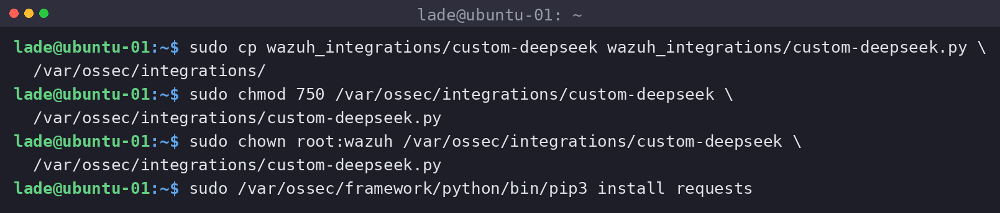 lade@ubuntu-01: ~
lade@ubuntu-01:~$ sudo cp wazuh_integrations/custom-deepseek wazuh_integrations/custom-deepseek.py \
  /var/ossec/integrations/
lade@ubuntu-01:~$ sudo chmod 750 /var/ossec/integrations/custom-deepseek \
  /var/ossec/integrations/custom-deepseek.py
lade@ubuntu-01:~$ sudo chown root:wazuh /var/ossec/integrations/custom-deepseek \
  /var/ossec/integrations/custom-deepseek.py
lade@ubuntu-01:~$ sudo /var/ossec/framework/python/bin/pip3 install requests